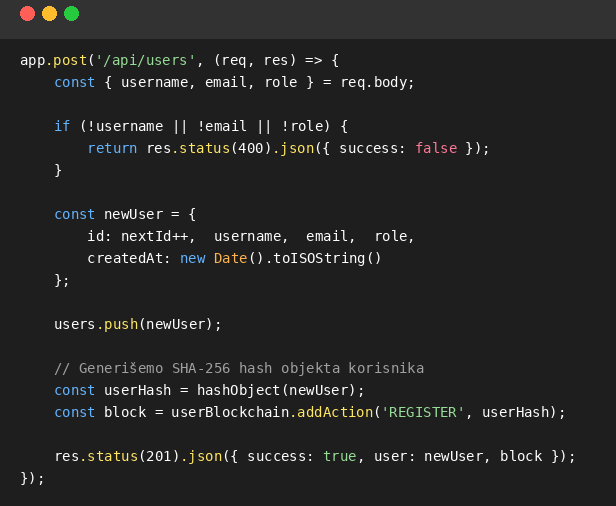 app.post('/api/users', (req, res) => {
    const { username, email, role } = req.body;

    if (!username || !email || !role) {
        return res.status(400).json({ success: false });
    }

    const newUser = {
        id: nextId++,  username,  email,  role,
        createdAt: new Date().toISOString()
    };

    users.push(newUser);

    // Generišemo SHA-256 hash objekta korisnika
    const userHash = hashObject(newUser);
    const block = userBlockchain.addAction('REGISTER', userHash);

    res.status(201).json({ success: true, user: newUser, block });
});